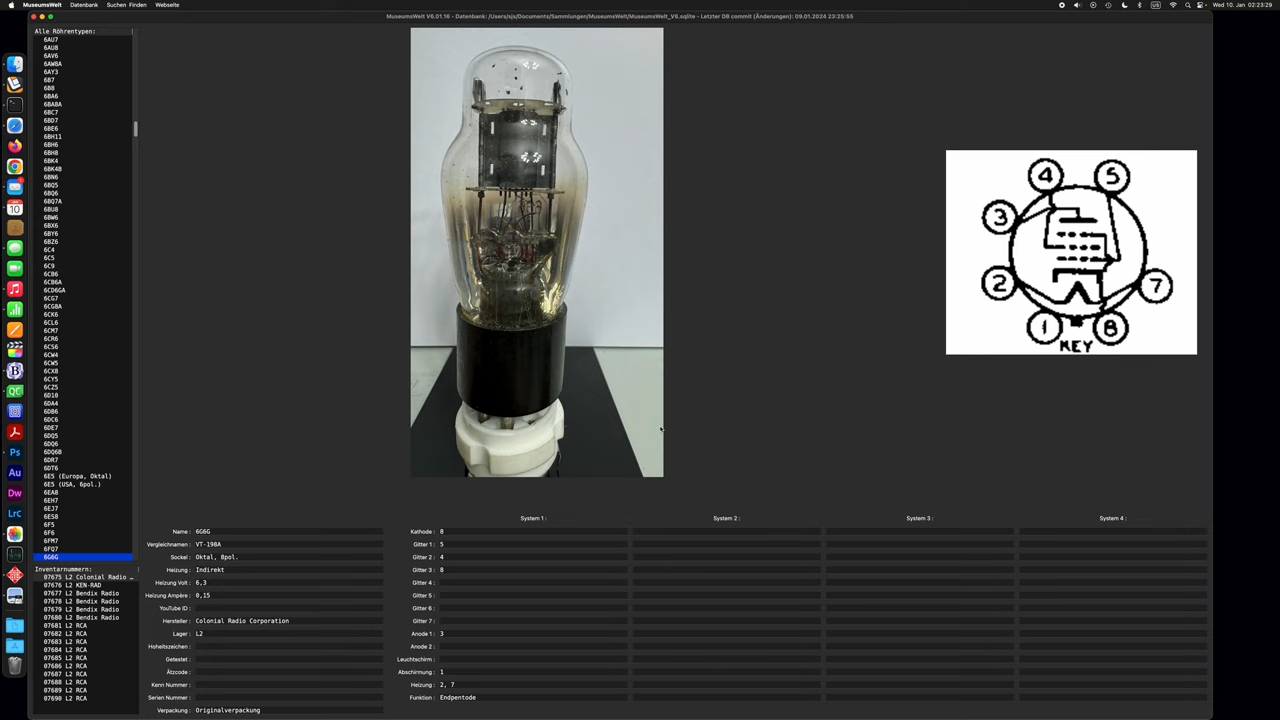 MuseumsWelt Datenbank Suchen Finden Webseite
US
Wed 10. Jan. 02:23:29
MuseumsWelt V6.01.16 - Datenbank: /Users/sjs/Documents/Sammlungen/MuseumsWelt/MuseumsWelt_V6.sqlite - Letzter DB commit (Änderungen): 09.01.2024 23:25:55
Alle Röhrentypen:
6AU7
6AU8
6AV6
6AW8A
6AY3
6B7
6B8
6BA6
6BA8A
6BC7
6BD7
6BE6
6BH11
6BH6
6BH8
6BK4
6BK4B
6BN6
6BQ5
6BQ6
6BQ7A
6BU8
6BW6
6BX6
6BY6
6BZ6
6C4
6C5
6C9
6CB6
6CB6A
6CD6GA
6CG7
6CG8A
6CK6
6CL6
6CM7
6CR6
6CS6
6CW4
6CW5
6CX8
6CY5
6CZ5
6D10
6DA4
6DB6
6DC6
6DE7
6DQ5
6DQ6
6DQ6B
6DR7
6DT6
6E5 (Europa, Oktal)
6E5 (USA, 6pol.)
6EA8
6EH7
6EJ7
6ES8
6F5
6F6
6FM7
6FQ7
6G6G
Inventarnummern:
07675 L2 Colonial Radio …
07676 L2 KEN-RAD
07677 L2 Bendix Radio
07678 L2 Bendix Radio
07679 L2 Bendix Radio
07680 L2 Bendix Radio
07681 L2 RCA
07682 L2 RCA
07683 L2 RCA
07684 L2 RCA
07685 L2 RCA
07686 L2 RCA
07687 L2 RCA
07688 L2 RCA
07689 L2 RCA
07690 L2 RCA
4 5
3
2 7
1 8
KEY
Name: 6G6G
Vergleichnamen: VT-198A
Sockel: Oktal, 8pol.
Heizung: Indirekt
Heizung Volt: 6,3
Heizung Ampère: 0,15
YouTube ID:
Hersteller: Colonial Radio Corporation
Lager: L2
Hoheitszeichen:
Getestet:
Ätzcode:
Kenn Nummer:
Serien Nummer:
Verpackung: Originalverpackung
System 1: System 2: System 3: System 4:
Kathode: 8
Gitter 1: 5
Gitter 2: 4
Gitter 3: 8
Gitter 4:
Gitter 5:
Gitter 6:
Gitter 7:
Anode 1: 3
Anode 2:
Leuchtschirm:
Abschirmung: 1
Heizung: 2, 7
Funktion: Endpentode